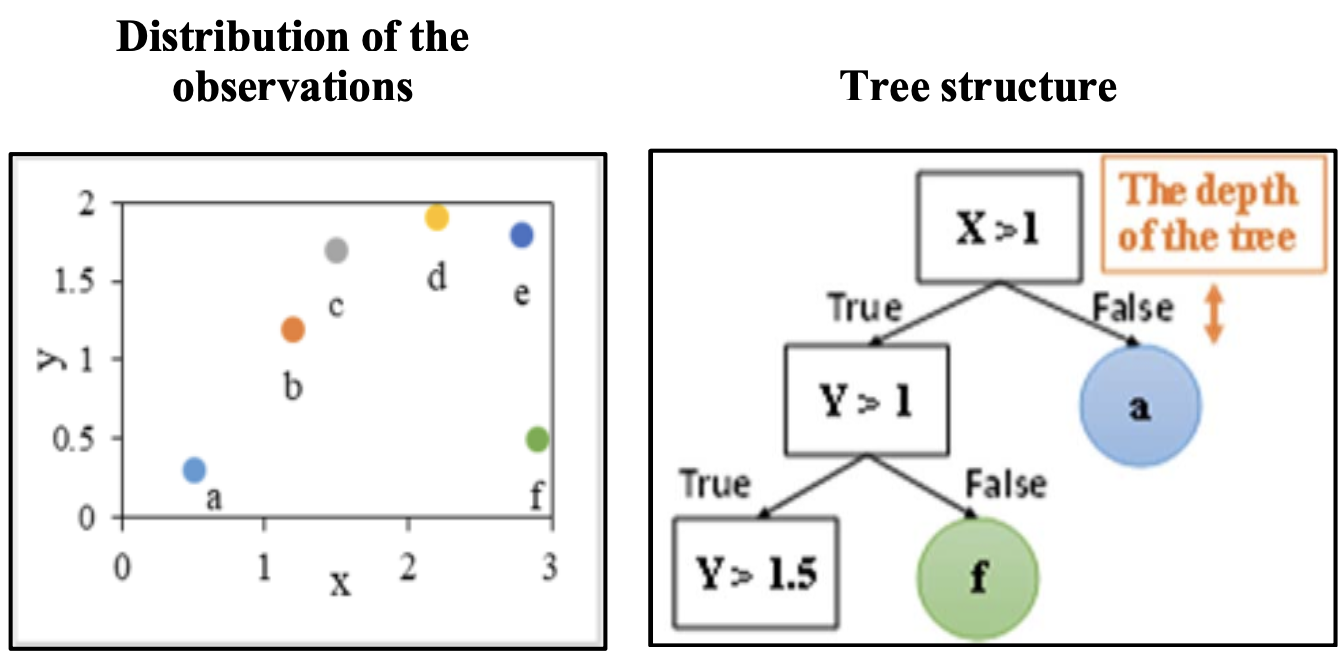 Distribution of the
observations
Tree structure
2
1.5
1
0.5
0
y
0
1
2
3
x
a
b
c
d
e
f
X >1
The depth
of the tree
True
False
Y > 1
a
True
False
Y > 1.5
f